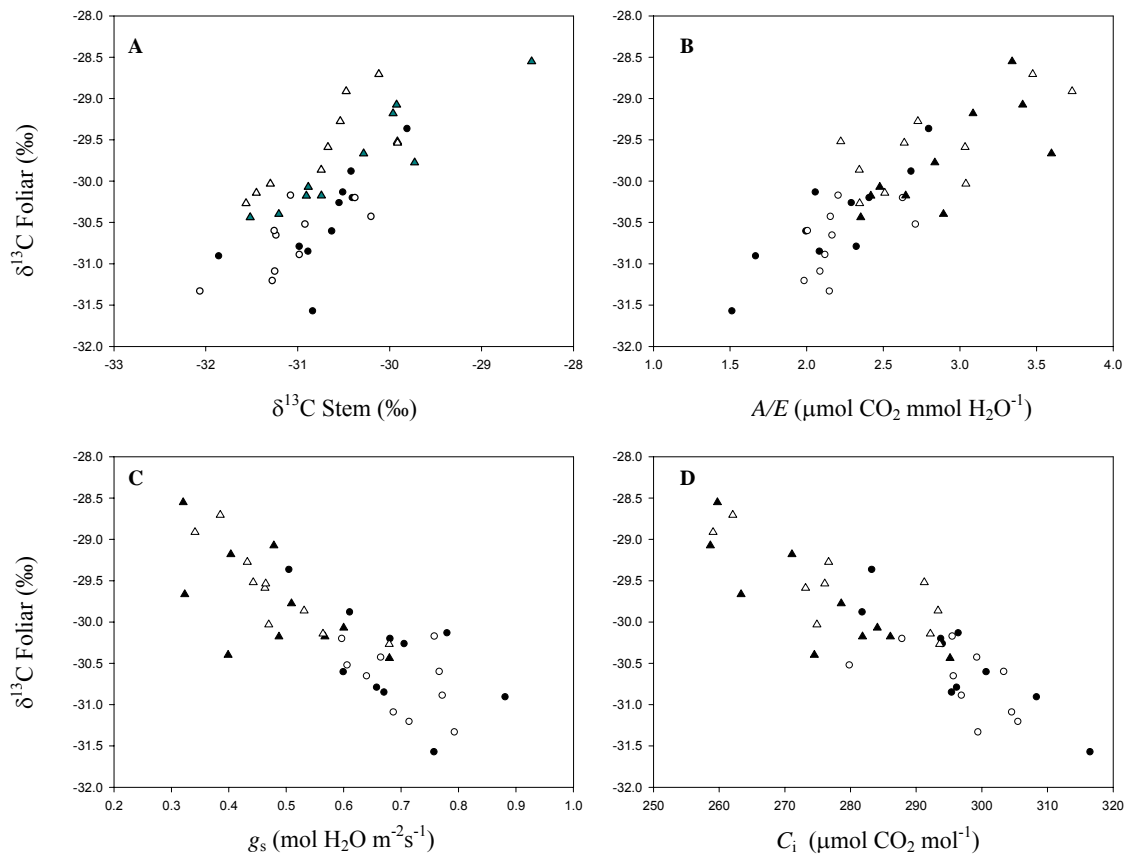 A
B
δ¹³C Foliar (‰)
-28.0
-28.5
-29.0
-29.5
-30.0
-30.5
-31.0
-31.5
-32.0
-33 -32 -31 -30 -29 -28
δ¹³C Stem (‰)
-28.0
-28.5
-29.0
-29.5
-30.0
-30.5
-31.0
-31.5
-32.0
1.0 1.5 2.0 2.5 3.0 3.5 4.0
A/E (μmol CO₂ mmol H₂O⁻¹)
C
D
δ¹³C Foliar (‰)
-28.0
-28.5
-29.0
-29.5
-30.0
-30.5
-31.0
-31.5
-32.0
0.2 0.3 0.4 0.5 0.6 0.7 0.8 0.9 1.0
gₛ (mol H₂O m⁻²s⁻¹)
-28.0
-28.5
-29.0
-29.5
-30.0
-30.5
-31.0
-31.5
-32.0
250 260 270 280 290 300 310 320
Cᵢ (μmol CO₂ mol⁻¹)